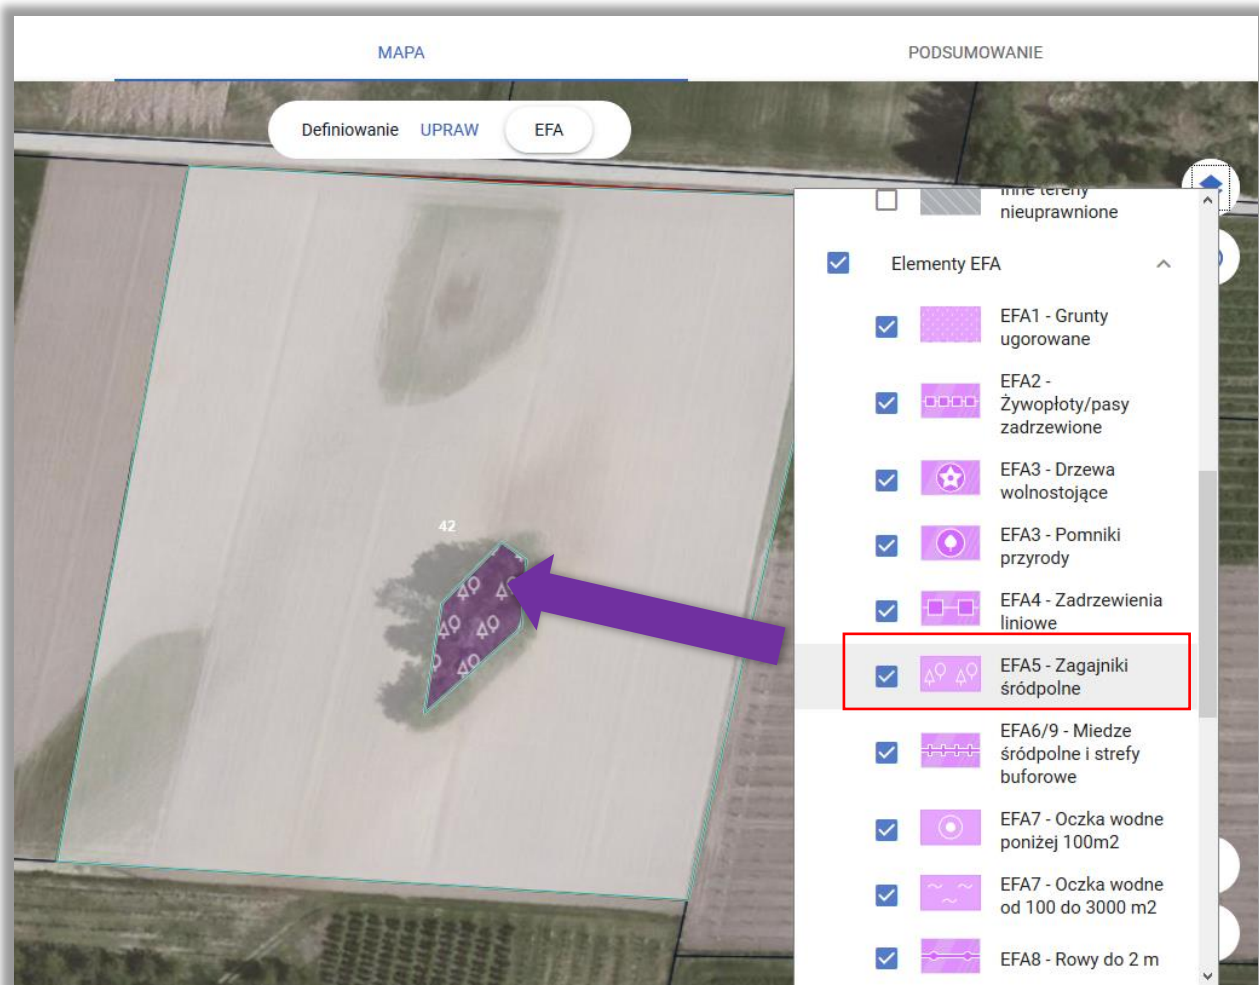 MAPA
PODSUMOWANIE
Definiowanie UPRAW EFA
Inne tereny
nieuprawnione
Elementy EFA
EFA1 - Grunty
ugorowane
EFA2 -
Żywopłoty/pasy
zadrzewione
EFA3 - Drzewa
wolnostojące
EFA3 - Pomniki
przyrody
EFA4 - Zadrzewienia
liniowe
EFA5 - Zagajniki
śródpolne
EFA6/9 - Miedze
śródpolne i strefy
buforowe
EFA7 - Oczka wodne
poniżej 100m2
EFA7 - Oczka wodne
od 100 do 3000 m2
EFA8 - Rowy do 2 m
42